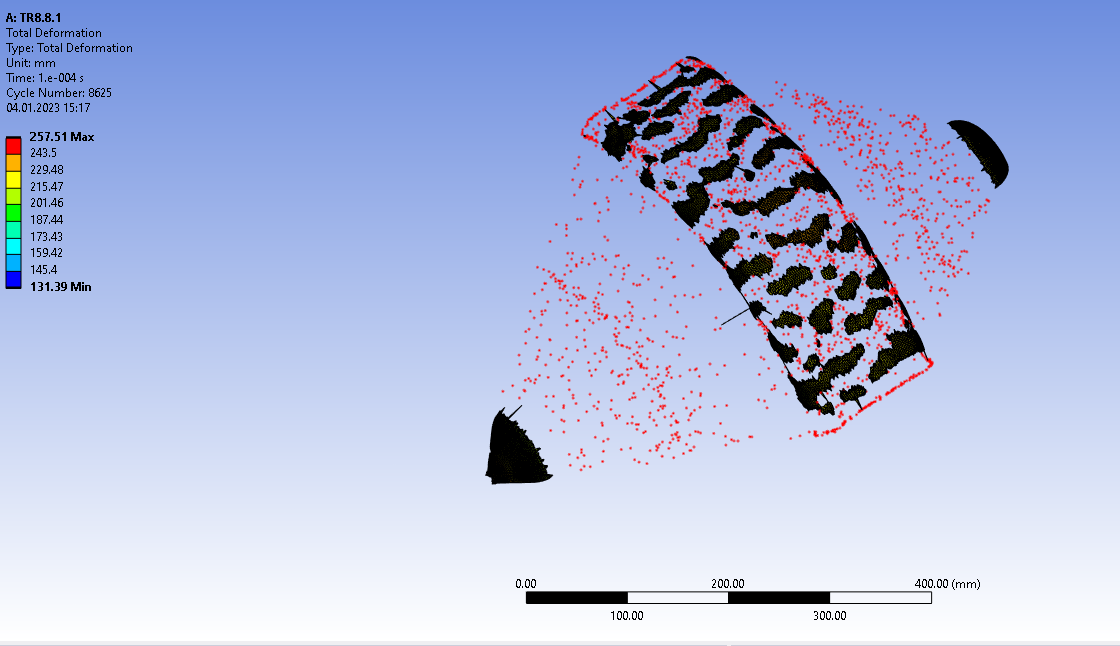 A: TR8.8.1
Total Deformation
Type: Total Deformation
Unit: mm
Time: 1.e-004 s
Cycle Number: 8625
04.01.2023 15:17
257.51 Max
243.5
229.48
215.47
201.46
187.44
173.43
159.42
145.4
131.39 Min
0.00 200.00 400.00 (mm)
100.00 300.00